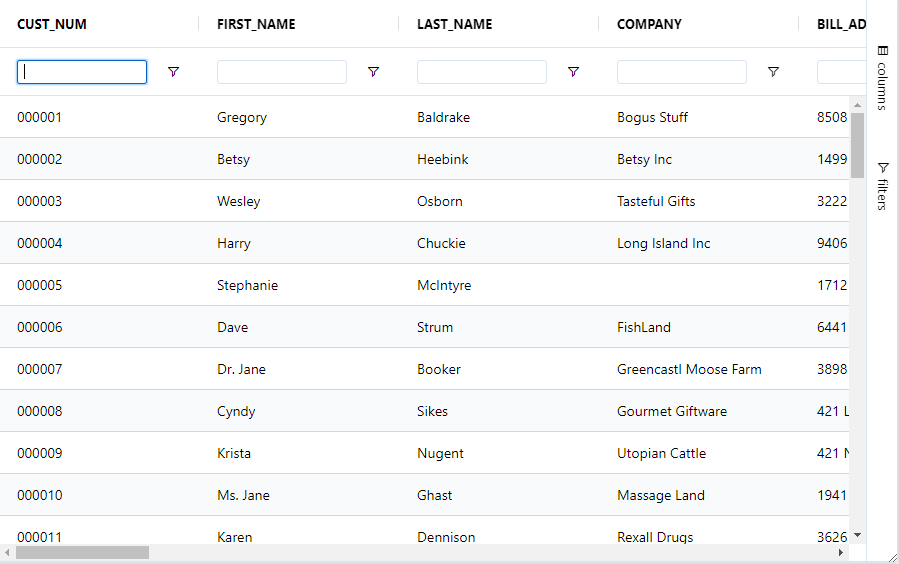 CUST_NUM FIRST_NAME LAST_NAME COMPANY BILL_AD
columns
filters
000001 Gregory Baldrake Bogus Stuff 8508
000002 Betsy Heebink Betsy Inc 1499
000003 Wesley Osborn Tasteful Gifts 3222
000004 Harry Chuckie Long Island Inc 9406
000005 Stephanie McIntyre 1712
000006 Dave Strum FishLand 6441
000007 Dr. Jane Booker Greencastl Moose Farm 3898
000008 Cyndy Sikes Gourmet Giftware 421 L
000009 Krista Nugent Utopian Cattle 421 N
000010 Ms. Jane Ghast Massage Land 1941
000011 Karen Dennison Rexall Drugs 3626